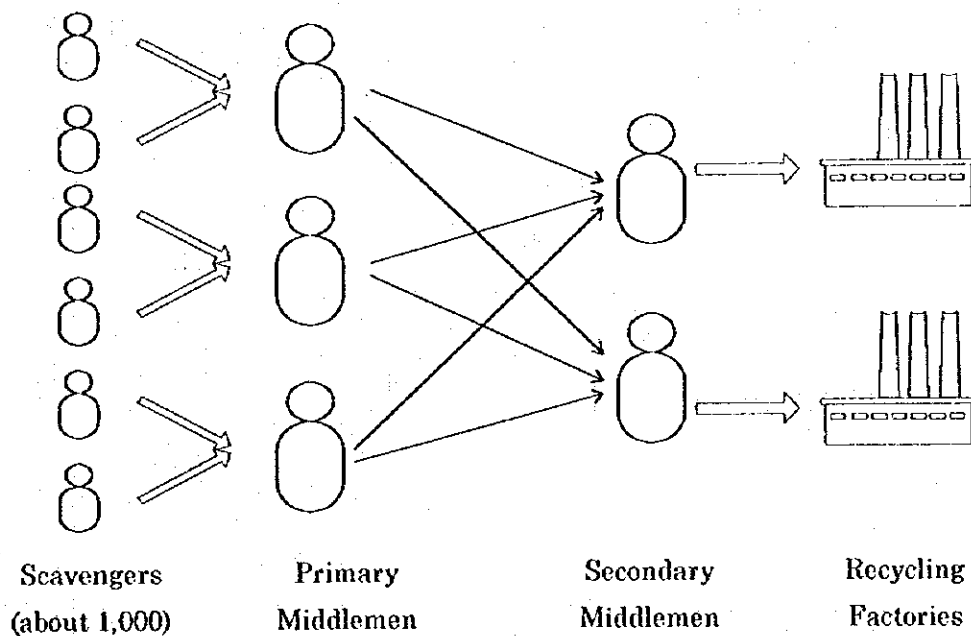 Scavengers
(about 1,000)
Primary
Middlemen
Secondary
Middlemen
Recycling
Factories